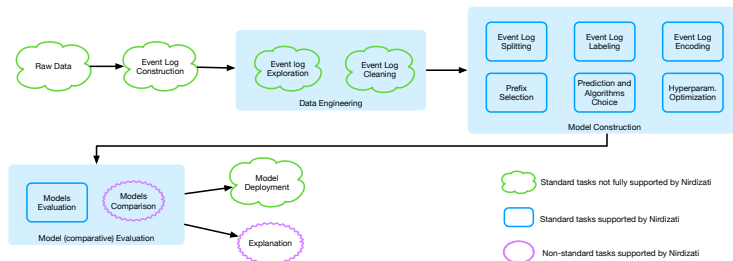 Raw Data
Event Log
Construction
Event log
Exploration
Event Log
Cleaning
Data Engineering
Event Log
Splitting
Event Log
Labeling
Event Log
Encoding
Prefix
Selection
Prediction and
Algorithms
Choice
Hyperparam.
Optimization
Model Construction
Models
Evaluation
Models
Comparison
Model (comparative) Evaluation
Model
Deployment
Explanation
Standard tasks not fully supported by Nirdizati
Standard tasks supported by Nirdizati
Non-standard tasks supported by Nirdizati